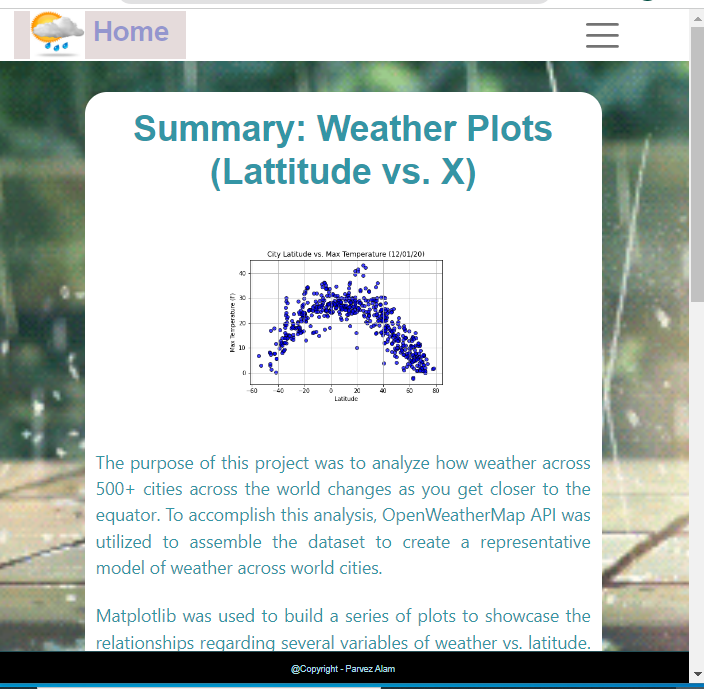 Home
Summary: Weather Plots
(Lattitude vs. X)
City Latitude vs. Max Temperature (12/01/20)
Max Temperature (F)
40
30
20
10
0
−60 −40 −20 0 20 40 60 80
Latitude
The purpose of this project was to analyze how weather across
500+ cities across the world changes as you get closer to the
equator. To accomplish this analysis, OpenWeatherMap API was
utilized to assemble the dataset to create a representative
model of weather across world cities.
Matplotlib was used to build a series of plots to showcase the
relationships regarding several variables of weather vs. latitude.
@Copyright - Parvez Alam